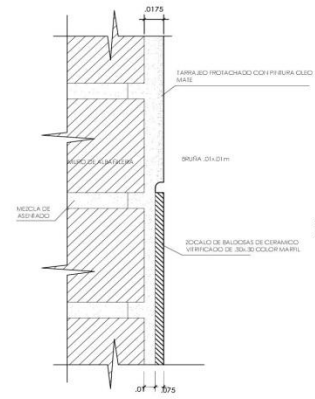 .0175
TARRAJEO FROTACHADO CON PINTURA OLEO
MATE
MURO DE ALBAÑILERIA
BRUÑA .01x.01m
MEZCLA DE
ASENTADO
ZOCALO DE BALDOSAS DE CERAMICO
VITRIFICADO DE .30x.30 COLOR MARFIL
.01
.075